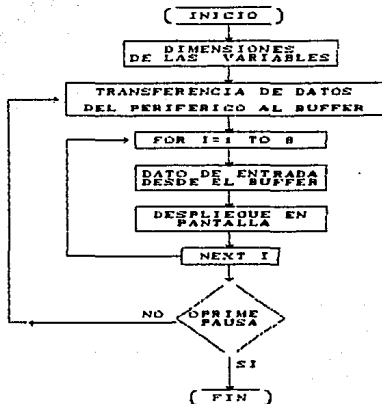 INICIO
DIMENSIONES
DE LAS VARIABLES
TRANSFERENCIA DE DATOS
DEL PERIFERICO AL BUFFER
FOR I=1 TO 8
DATO DE ENTRADA
DESDE EL BUFFER
DESPLIEGUE EN
PANTALLA
NEXT I
NO OPRIME
PAUSA
SI
FIN